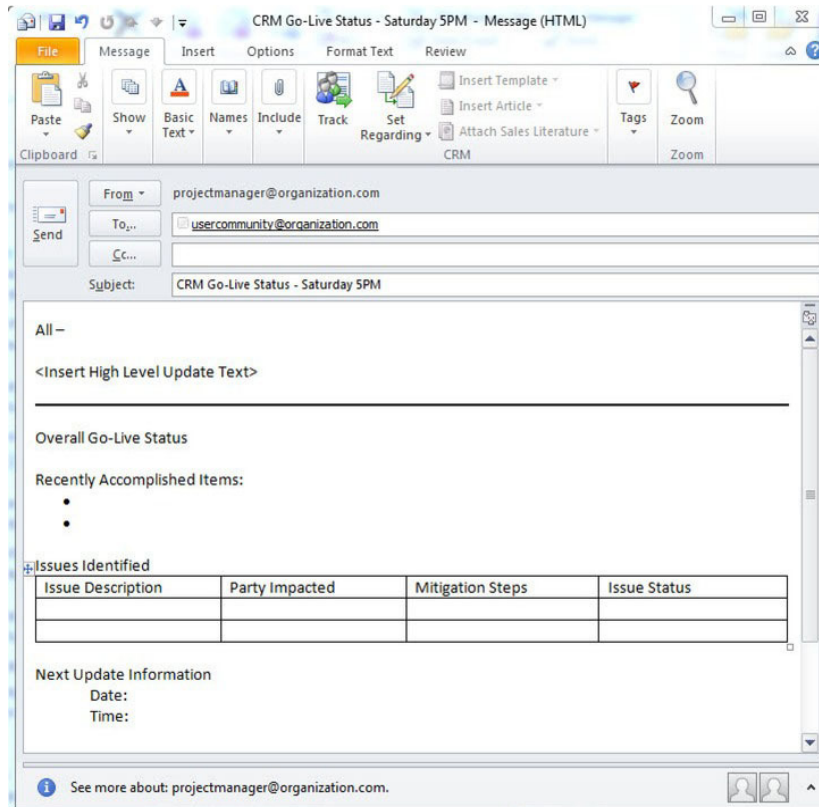 CRM Go-Live Status - Saturday 5PM - Message (HTML)
File Message Insert Options Format Text Review
Paste
Show
Basic Text
Names
Include
Track
Set Regarding
Insert Template
Insert Article
Attach Sales Literature
Tags
Zoom
Clipboard CRM Zoom
Send
From projectmanager@organization.com
To... usercommunity@organization.com
Cc...
Subject: CRM Go-Live Status - Saturday 5PM
All –
<Insert High Level Update Text>
Overall Go-Live Status
Recently Accomplished Items:
•
•
Issues Identified
Issue Description Party Impacted Mitigation Steps Issue Status
Next Update Information
Date:
Time:
See more about: projectmanager@organization.com.